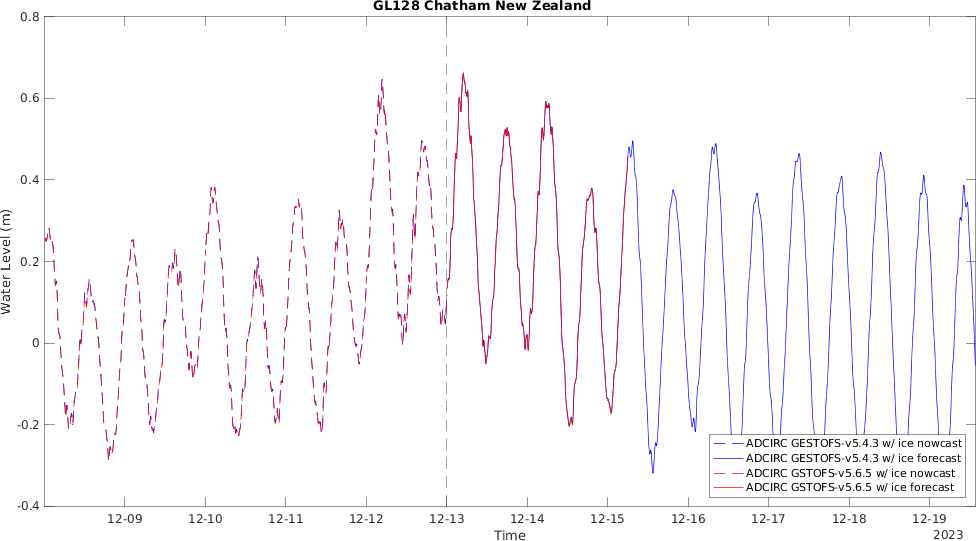 GL128 Chatham New Zealand
0.8
0.6
0.4
0.2
0
-0.2
-0.4
Water Level (m)
ADCIRC GESTOFS-v5.4.3 w/ ice nowcast
ADCIRC GESTOFS-v5.4.3 w/ ice forecast
ADCIRC GSTOFS-v5.6.5 w/ ice nowcast
ADCIRC GSTOFS-v5.6.5 w/ ice forecast
12-09 12-10 12-11 12-12 12-13 12-14 12-15 12-16 12-17 12-18 12-19
Time
2023